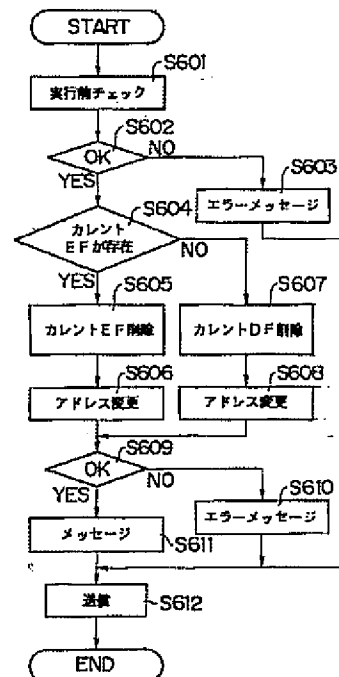 START
S601
実行前チェック
S602
OK
NO
YES
S603
エラーメッセージ
S604
カレント
EFが存在
NO
YES
S605
カレントEF削除
S607
カレントDF削除
S606
アドレス変更
S608
アドレス変更
S609
OK
NO
YES
S610
エラーメッセージ
メッセージ
S611
送信
S612
END